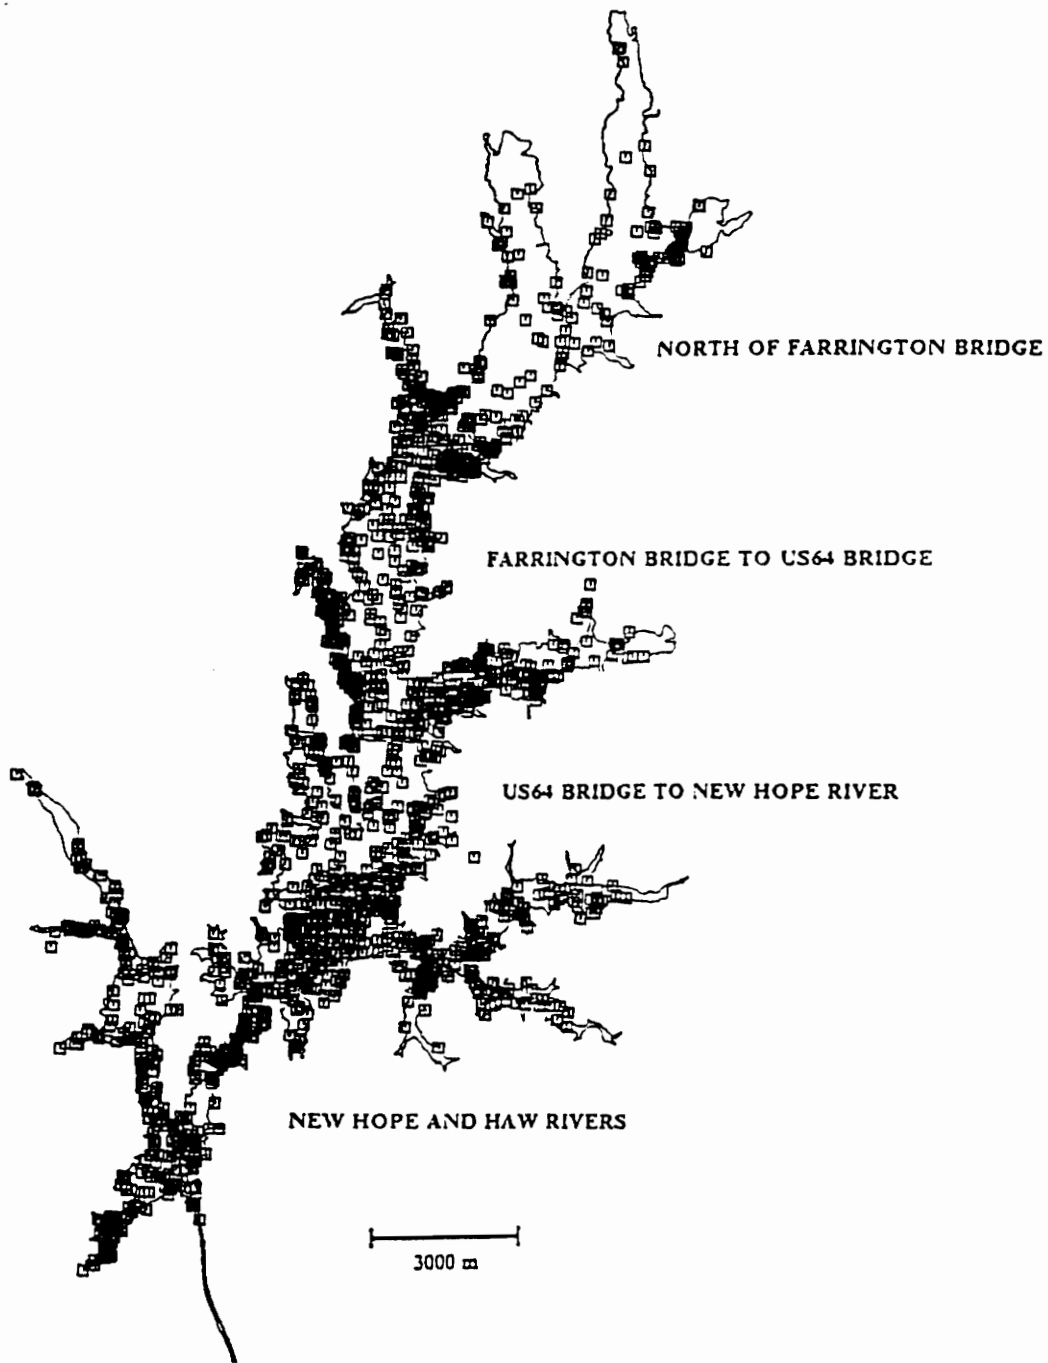 NORTH OF FARRINGTON BRIDGE
FARRINGTON BRIDGE TO US64 BRIDGE
US64 BRIDGE TO NEW HOPE RIVER
NEW HOPE AND HAW RIVERS
3000 m